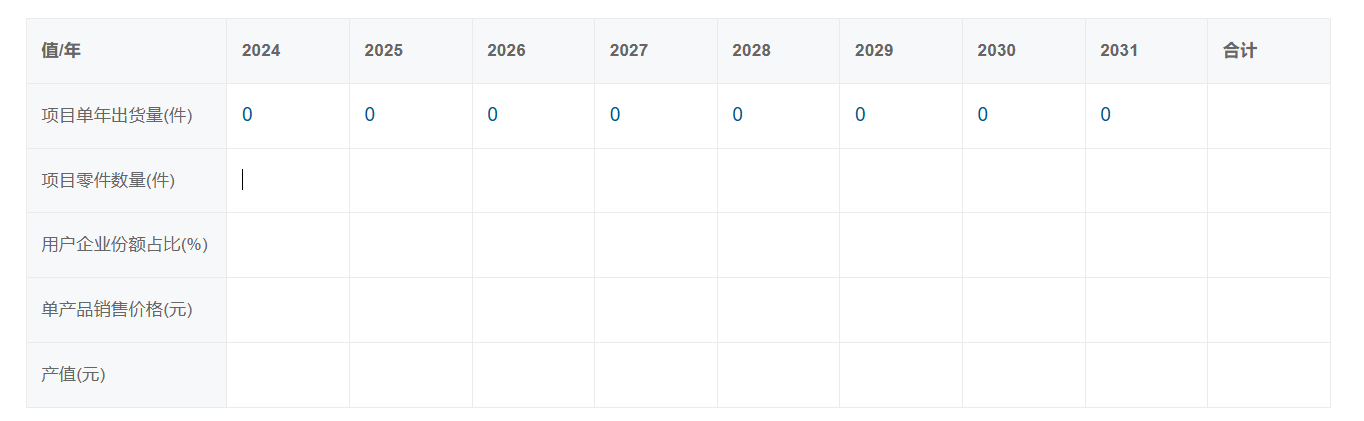 值/年 2024 2025 2026 2027 2028 2029 2030 2031 合计
项目单年出货量(件) 0 0 0 0 0 0 0 0
项目零件数量(件)
用户企业份额占比(%)
单产品销售价格(元)
产值(元)